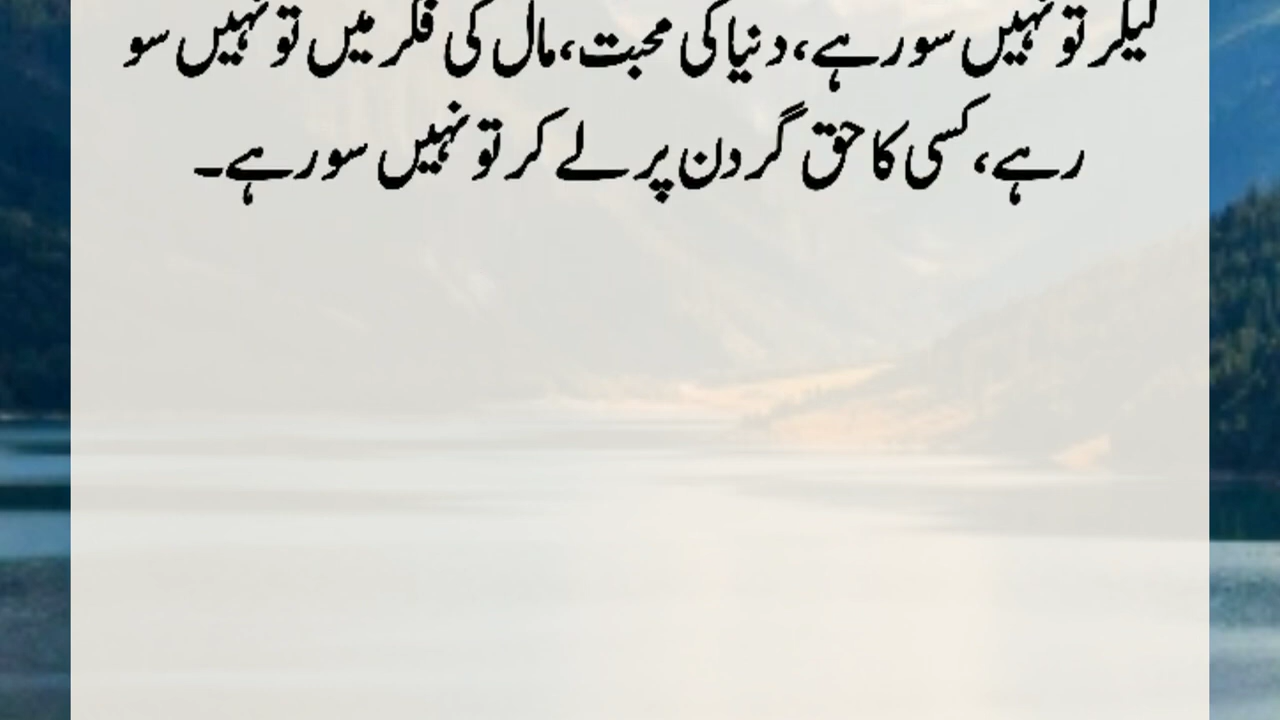 لیکر تو نہیں سو رہے، دنیا کی محبت، مال کی فکر میں تو نہیں سو
رہے، کسی کا حق گردن پر لے کر تو نہیں سو رہے۔